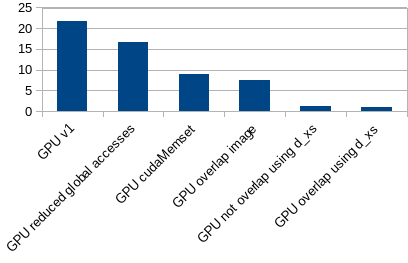 25
20
15
10
5
0
GPU v1
GPU reduced global accesses
GPU cudaMemset
GPU overlap image
GPU not overlap using d_xs
GPU overlap using d_xs